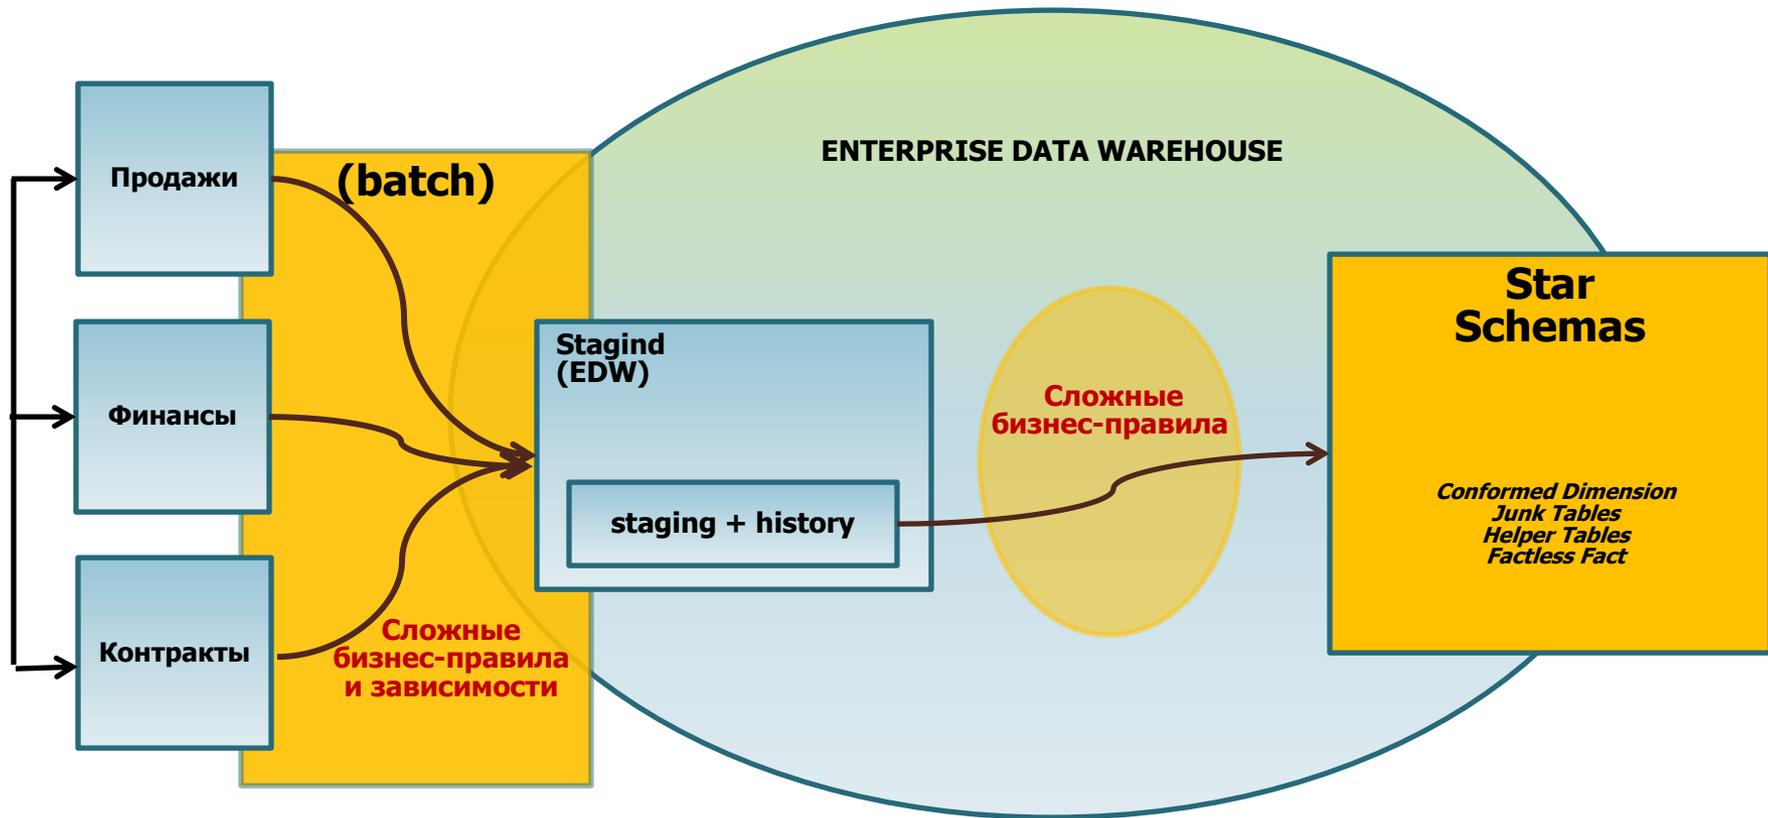 Продажи
(batch)
ENTERPRISE DATA WAREHOUSE
Финансы
Контракты
Сложные
бизнес-правила
и зависимости
Stagind
(EDW)
staging + history
Сложные
бизнес-правила
Star
Schemas
Conformed Dimension
Junk Tables
Helper Tables
Factless Fact